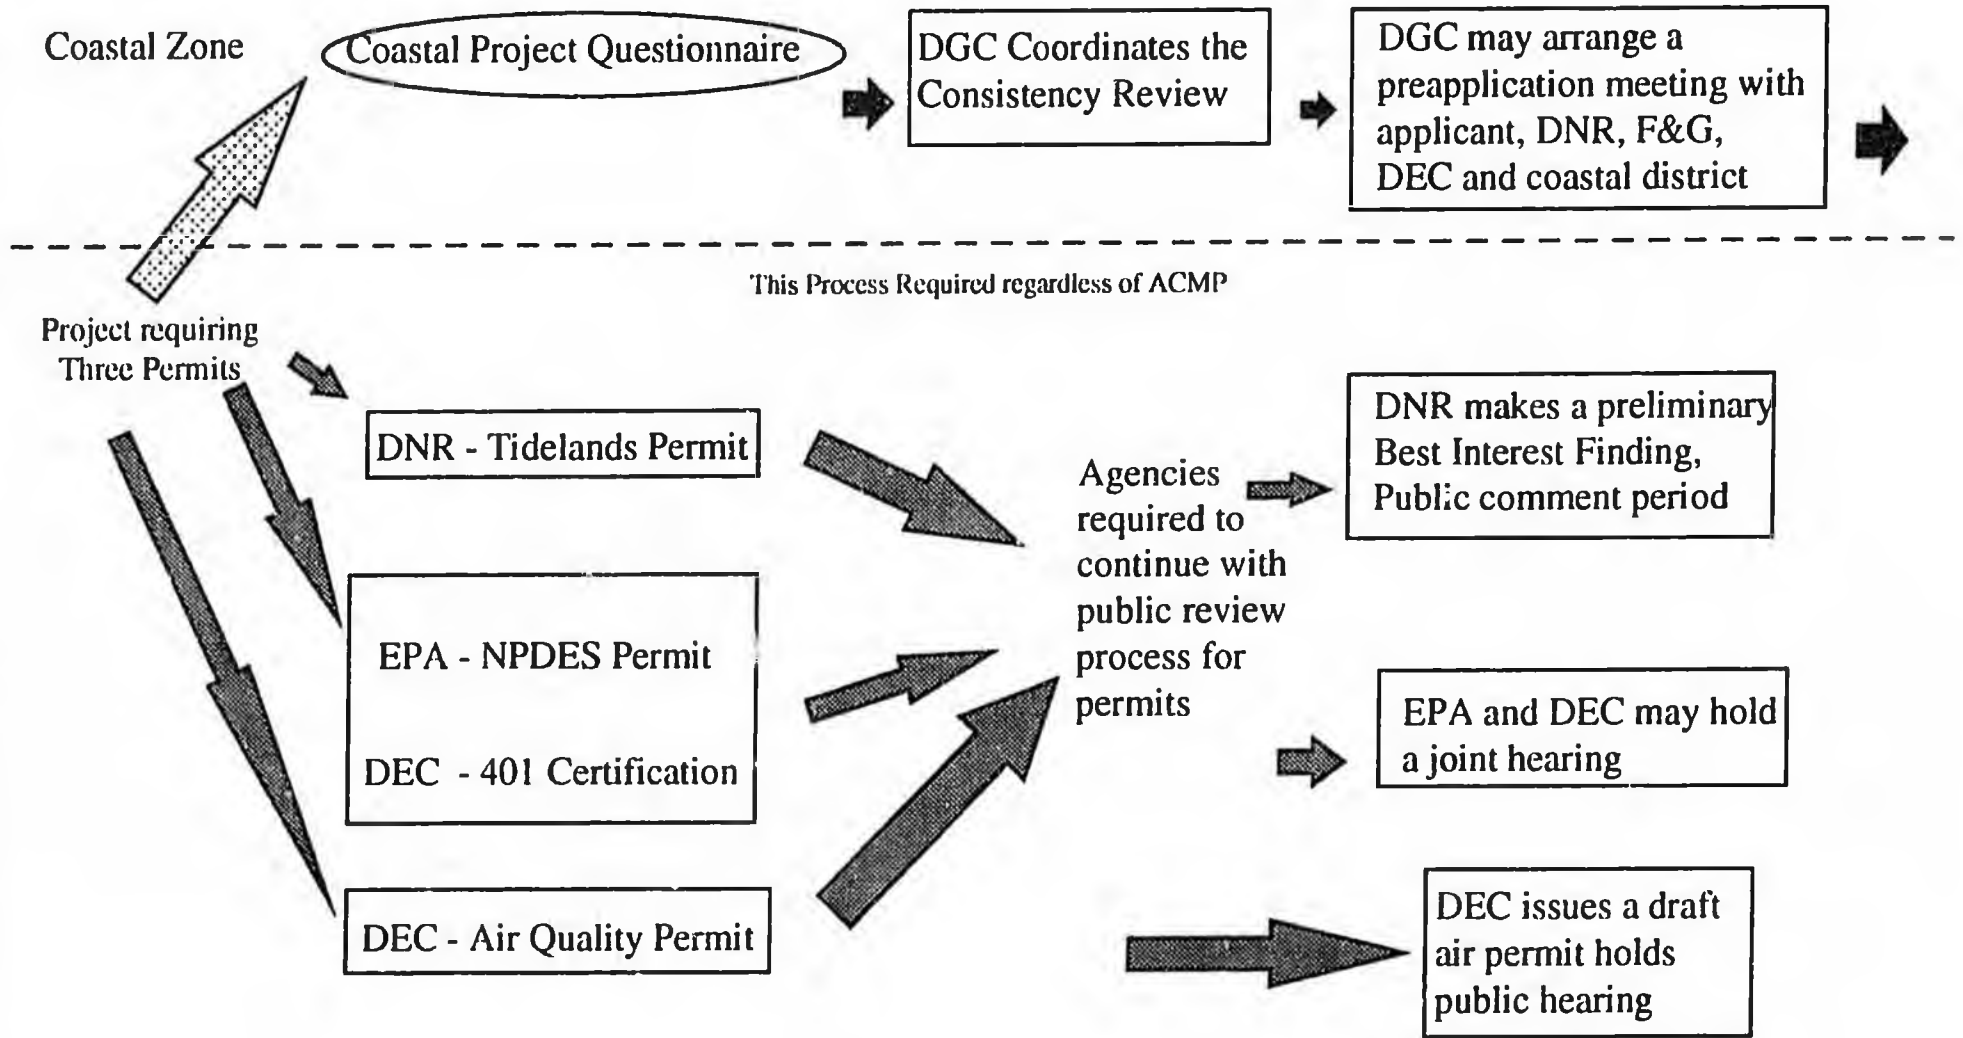 Coastal Zone
Coastal Project Questionnaire
DGC Coordinates the
Consistency Review
DGC may arrange a
preapplication meeting with
applicant, DNR, F&G,
DEC and coastal district
This Process Required regardless of ACMP
Project requiring
Three Permits
DNR - Tidelands Permit
EPA - NPDES Permit
DEC - 401 Certification
DEC - Air Quality Permit
Agencies
required to
continue with
public review
process for
permits
DNR makes a preliminary
Best Interest Finding,
Public comment period
EPA and DEC may hold
a joint hearing
DEC issues a draft
air permit holds
public hearing